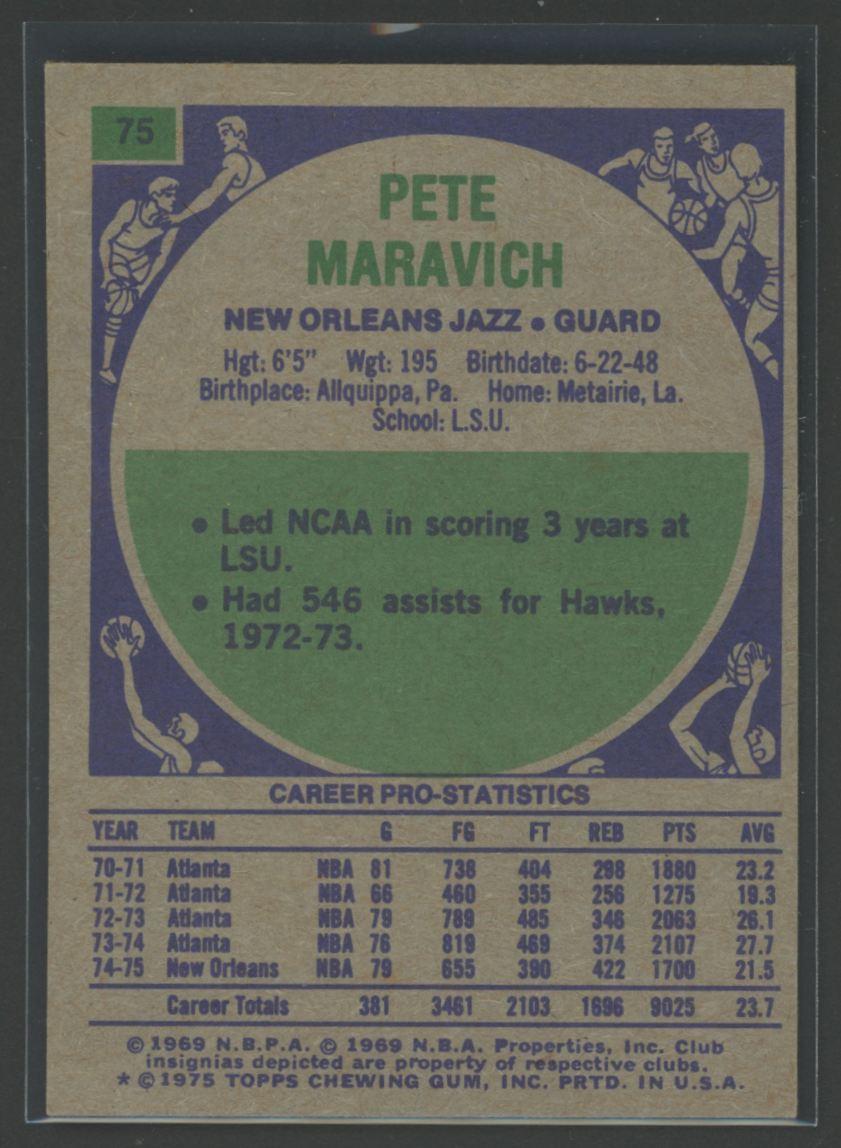 75
PETE
MARAVICH
NEW ORLEANS JAZZ • GUARD
Hgt: 6'5" Wgt: 195 Birthdate: 6-22-48
Birthplace: Allquippa, Pa. Home: Metairie, La.
School: L.S.U.
• Led NCAA in scoring 3 years at
LSU.
• Had 546 assists for Hawks,
1972-73.
CAREER PRO-STATISTICS
YEAR TEAM G FG FT REB PTS AVG
70-71 Atlanta NBA 81 738 404 298 1880 23.2
71-72 Atlanta NBA 66 460 355 256 1275 19.3
72-73 Atlanta NBA 79 789 485 346 2063 26.1
73-74 Atlanta NBA 76 819 469 374 2107 27.7
74-75 New Orleans NBA 79 655 390 422 1700 21.5
Career Totals 381 3461 2103 1696 9025 23.7
© 1969 N.B.P.A. © 1969 N.B.A. Properties, Inc. Club
insignias depicted are property of respective clubs.
* © 1975 TOPPS CHEWING GUM, INC. PRTD. IN U.S.A.